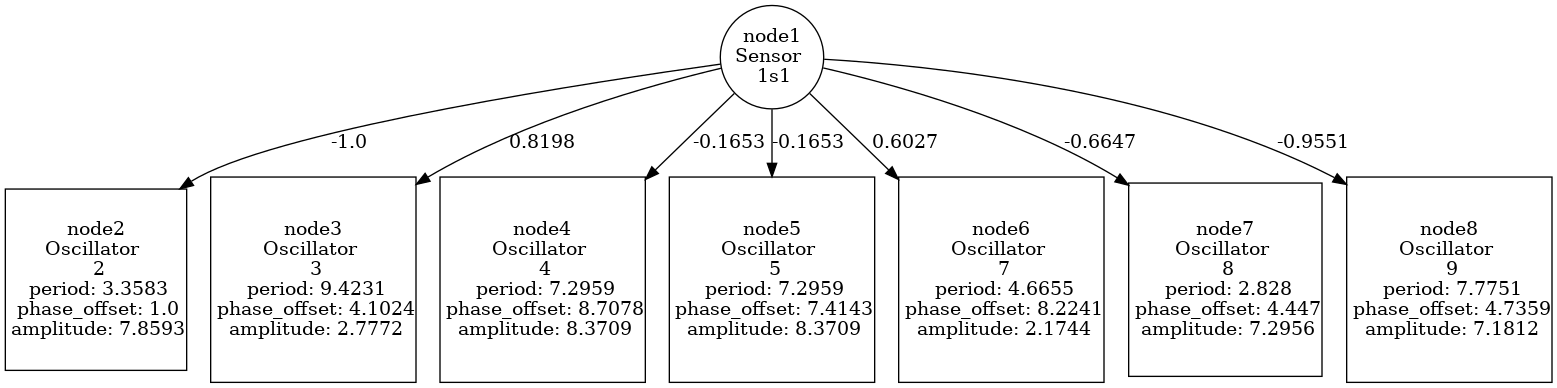 node1
Sensor
1s1
-1.0
0.8198
-0.1653
-0.1653
0.6027
-0.6647
-0.9551
node2
Oscillator
2
period: 3.3583
phase_offset: 1.0
amplitude: 7.8593
node3
Oscillator
3
period: 9.4231
phase_offset: 4.1024
amplitude: 2.7772
node4
Oscillator
4
period: 7.2959
phase_offset: 8.7078
amplitude: 8.3709
node5
Oscillator
5
period: 7.2959
phase_offset: 7.4143
amplitude: 8.3709
node6
Oscillator
7
period: 4.6655
phase_offset: 8.2241
amplitude: 2.1744
node7
Oscillator
8
period: 2.828
phase_offset: 4.447
amplitude: 7.2956
node8
Oscillator
9
period: 7.7751
phase_offset: 4.7359
amplitude: 7.1812